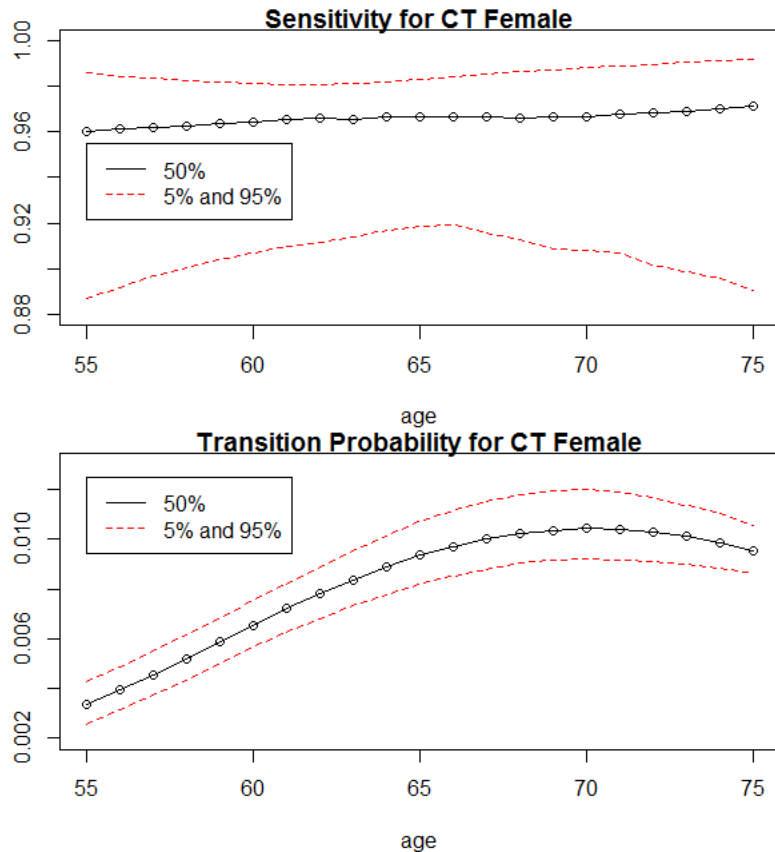 Sensitivity for CT Female
1.00
0.96
0.92
0.88
50%
5% and 95%
55 60 65 70 75
age
Transition Probability for CT Female
0.010
0.006
0.002
50%
5% and 95%
55 60 65 70 75
age